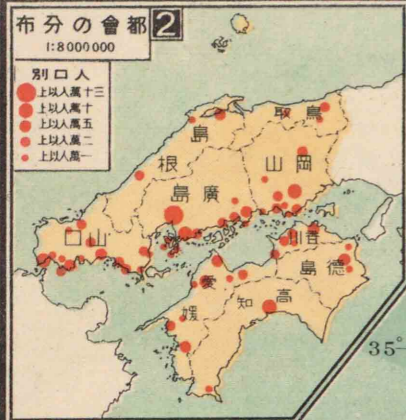 布分の會都 2
1:8000000
別口人
上以人萬十三
上以人萬十
上以人萬五
上以人萬二
上以人萬一
取鳥
島根
山岡
島廣
口山
川香
島德
愛媛
知高
35°